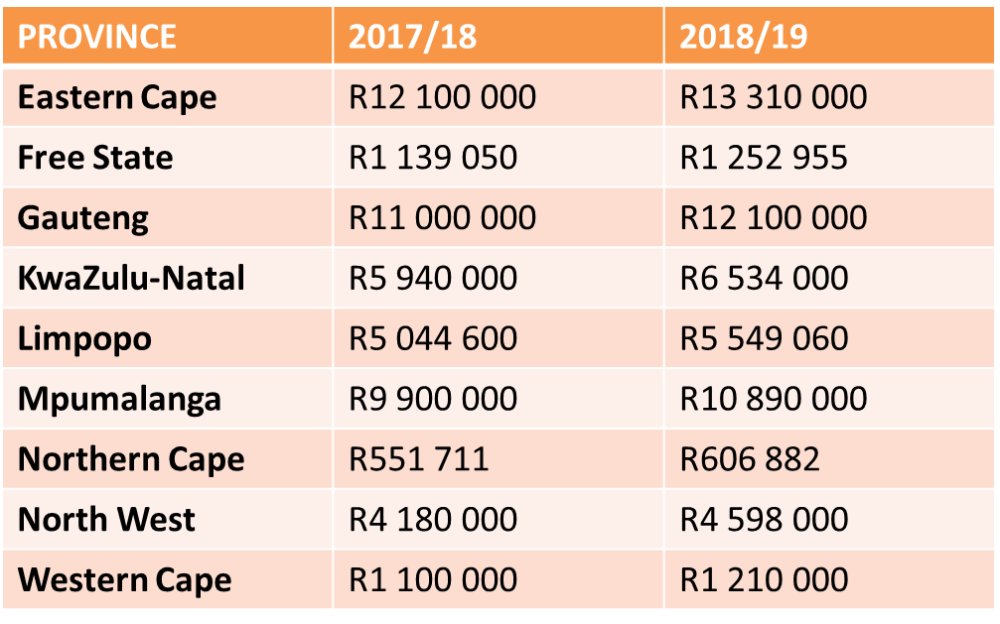 PROVINCE 2017/18 2018/19
Eastern Cape R12 100 000 R13 310 000
Free State R1 139 050 R1 252 955
Gauteng R11 000 000 R12 100 000
KwaZulu-Natal R5 940 000 R6 534 000
Limpopo R5 044 600 R5 549 060
Mpumalanga R9 900 000 R10 890 000
Northern Cape R551 711 R606 882
North West R4 180 000 R4 598 000
Western Cape R1 100 000 R1 210 000